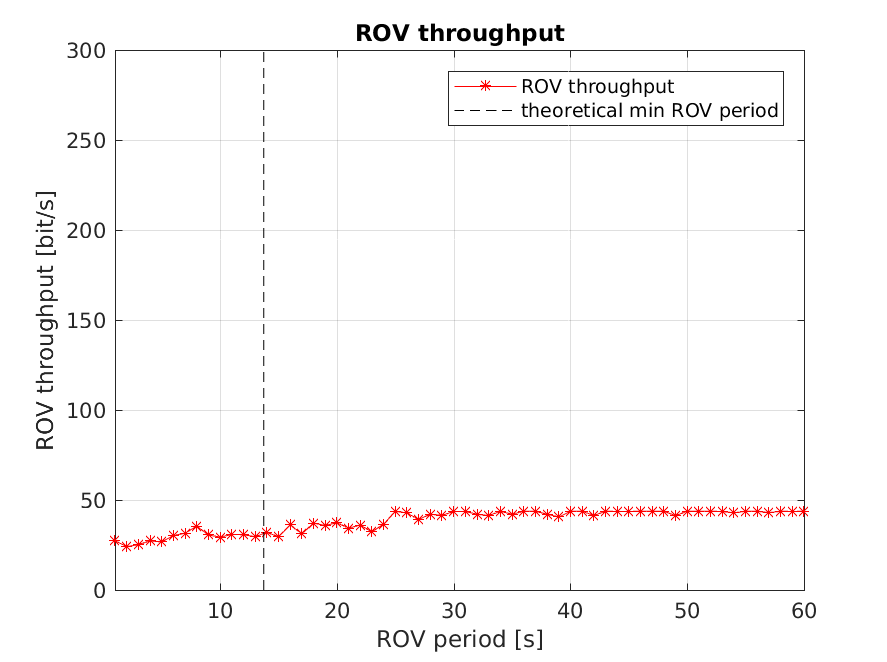 ROV throughput
300
250
200
150
100
50
0
ROV throughput [bit/s]
ROV throughput
theoretical min ROV period
10
20
30
40
50
60
ROV period [s]